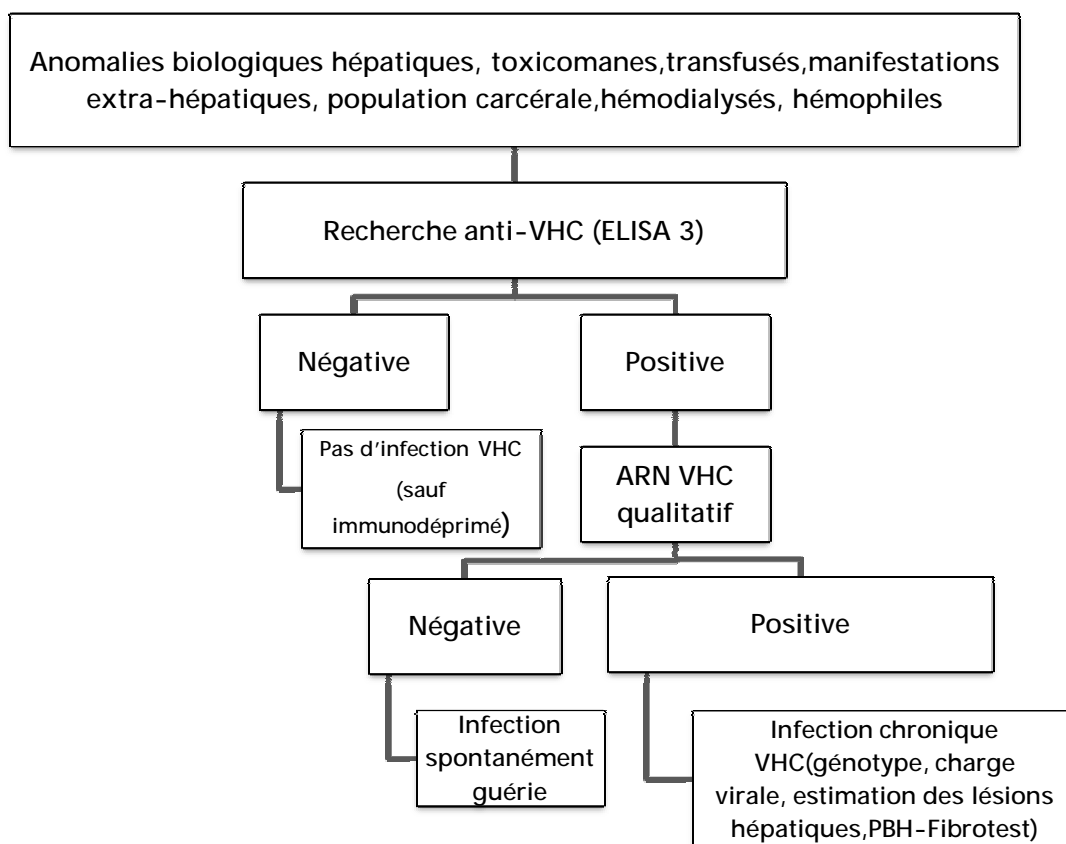 Anomalies biologiques hépatiques, toxicomanes,transfusés,manifestations
extra-hépatiques, population carcérale,hémodialysés, hémophiles
Recherche anti-VHC (ELISA 3)
Négative
Positive
Pas d'infection VHC
(sauf
immunodéprimé)
ARN VHC
qualitatif
Négative
Positive
Infection
spontanément
guérie
Infection chronique
VHC(génotype, charge
virale, estimation des lésions
hépatiques,PBH-Fibrotest)